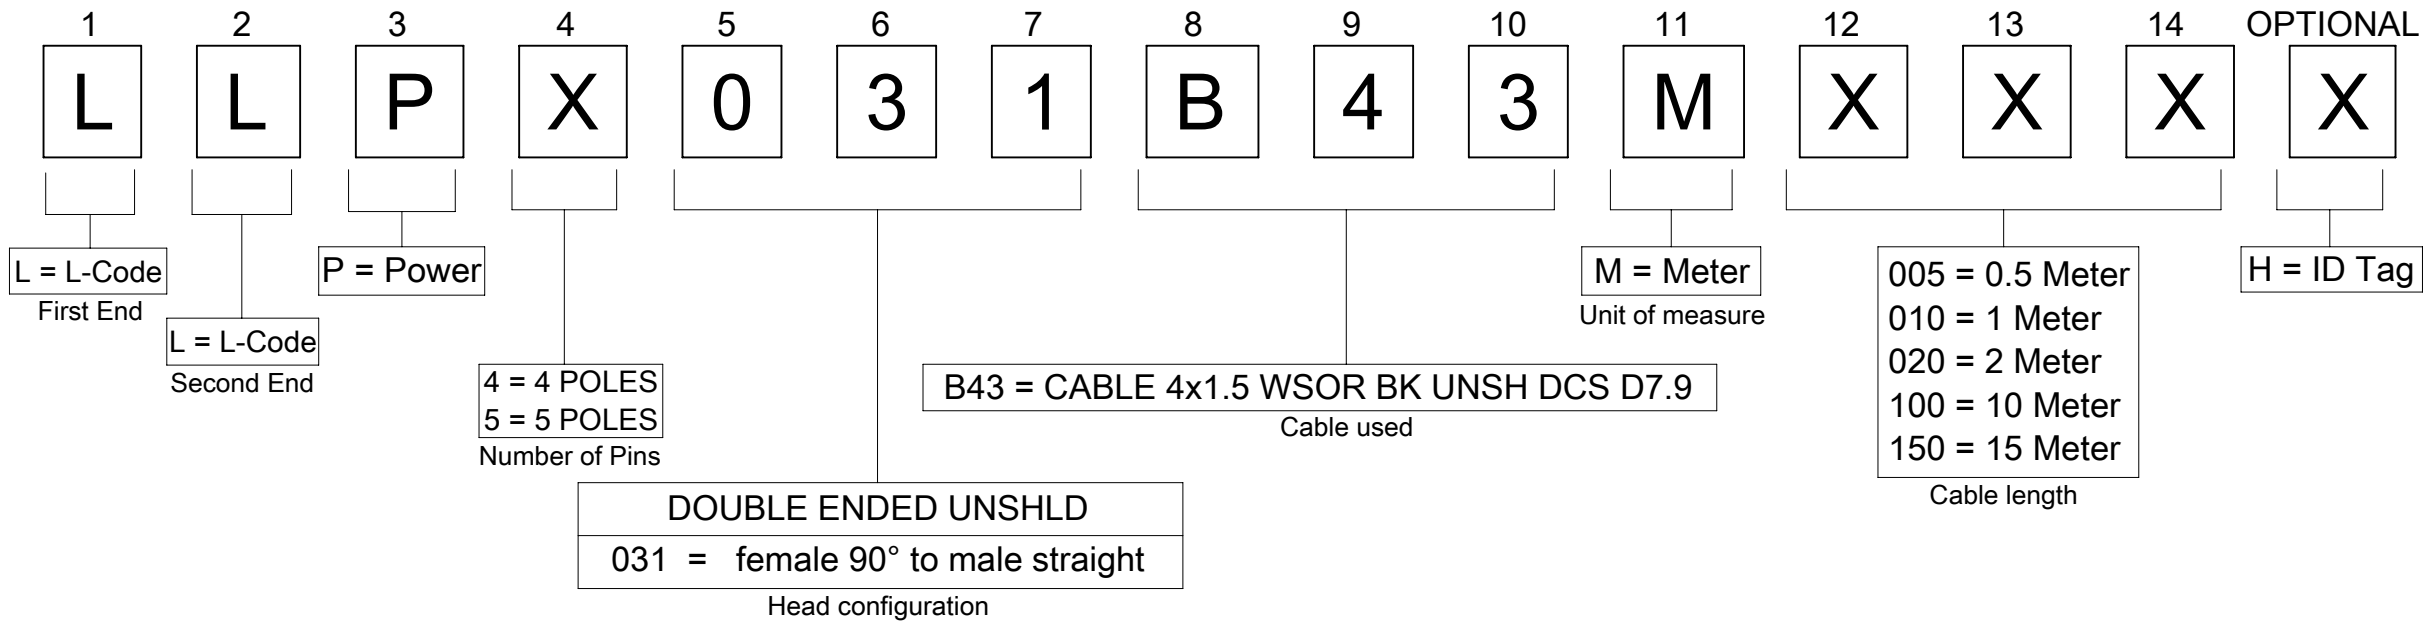 1 2 3 4 5 6 7 8 9 10 11 12 13 14 OPTIONAL
L L P X 0 3 1 B 4 3 M X X X X
L = L-Code
First End
L = L-Code
Second End
P = Power
4 = 4 POLES
5 = 5 POLES
Number of Pins
DOUBLE ENDED UNSHLD
031 = female 90° to male straight
Head configuration
B43 = CABLE 4x1.5 WSOR BK UNSH DCS D7.9
Cable used
M = Meter
Unit of measure
005 = 0.5 Meter
010 = 1 Meter
020 = 2 Meter
100 = 10 Meter
150 = 15 Meter
Cable length
H = ID Tag